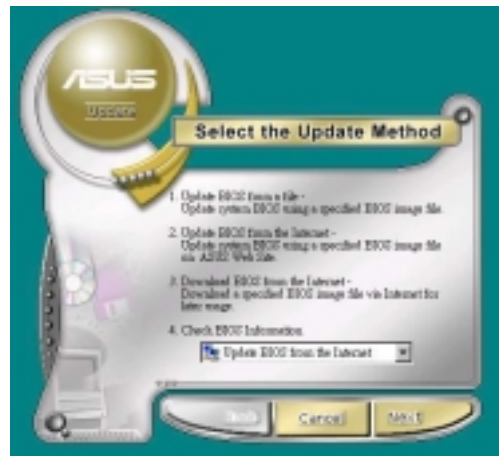 ASUS
Update
Select the Update Method
1. Update BIOS from a file -
Update system BIOS using a specified BIOS image file.
2. Update BIOS from the Internet -
Update system BIOS using a specified BIOS image file
via ASUS Web Site.
3. Download BIOS from the Internet -
Download a specified BIOS image file via Internet for
later usage.
4. Check BIOS Information.
Update BIOS from the Internet
Back
Cancel
Next